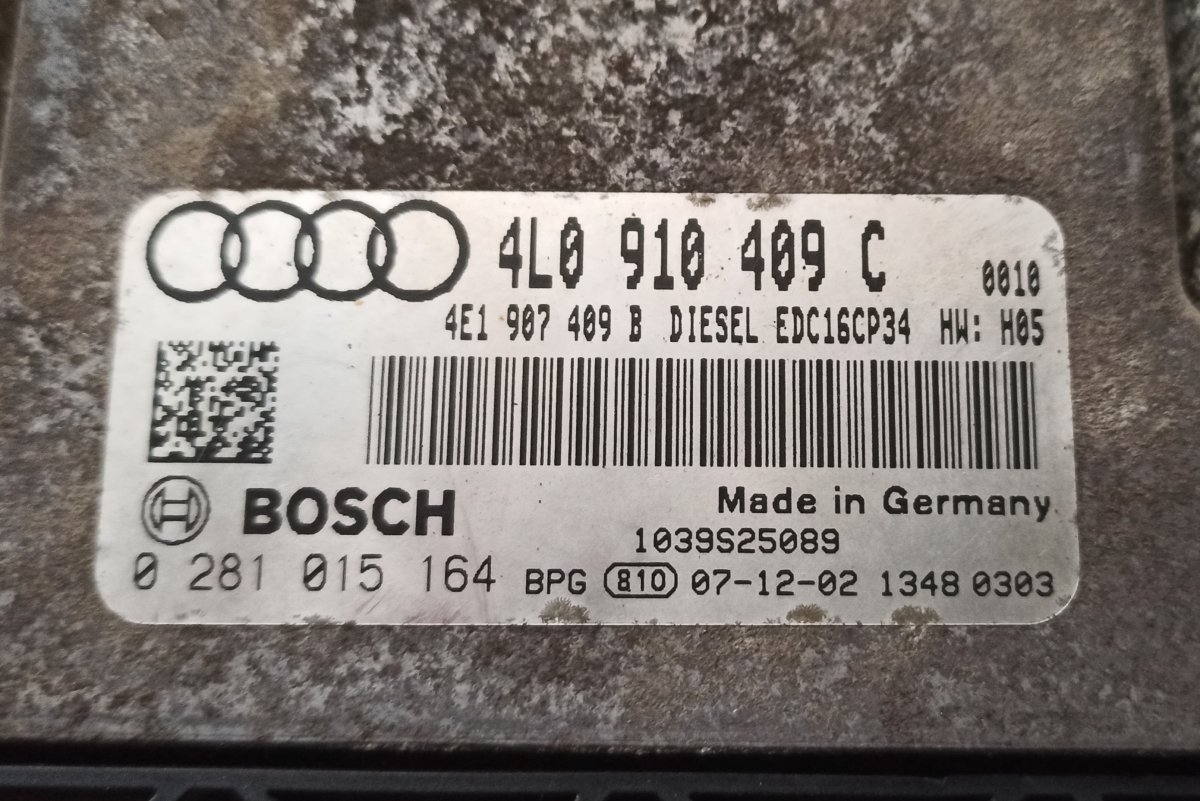 4L0 910 409 C 0010
4E1 907 409 B DIESEL EDC16CP34 HW: H05
BOSCH
Made in Germany
1039S25089
0 281 015 164 BPG 810 07-12-02 1348 0303